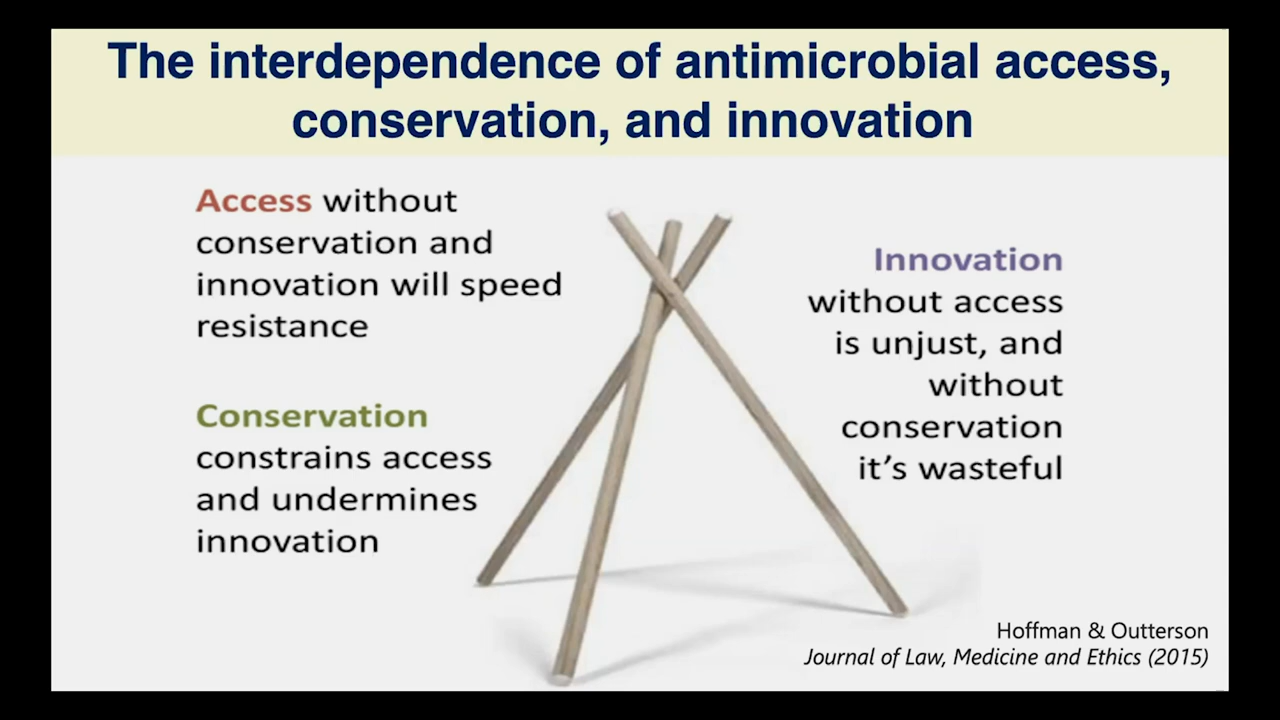 The interdependence of antimicrobial access,
conservation, and innovation
Access without
conservation and
innovation will speed
resistance
Conservation
constrains access
and undermines
innovation
Innovation
without access
is unjust, and
without
conservation
it’s wasteful
Hoffman & Outterson
Journal of Law, Medicine and Ethics (2015)